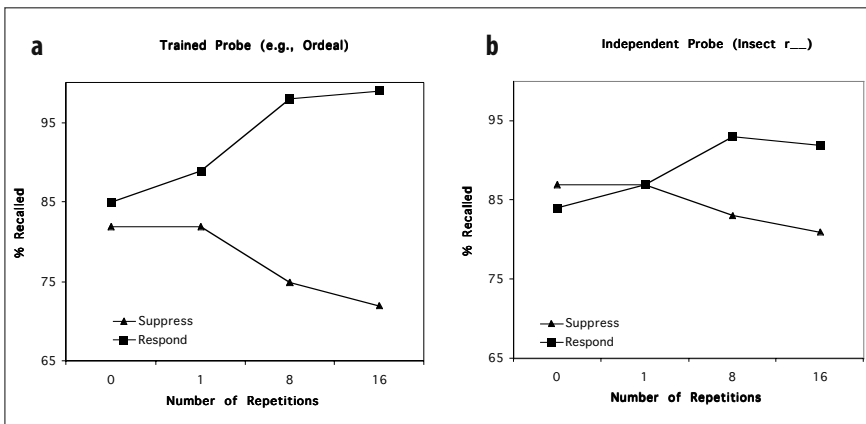 a
Trained Probe (e.g., Ordeal)
95
85
75
65
% Recalled
Suppress
Respond
0 1 8 16
Number of Repetitions
b
Independent Probe (Insect r__)
95
85
75
65
% Recalled
Suppress
Respond
0 1 8 16
Number of Repetitions